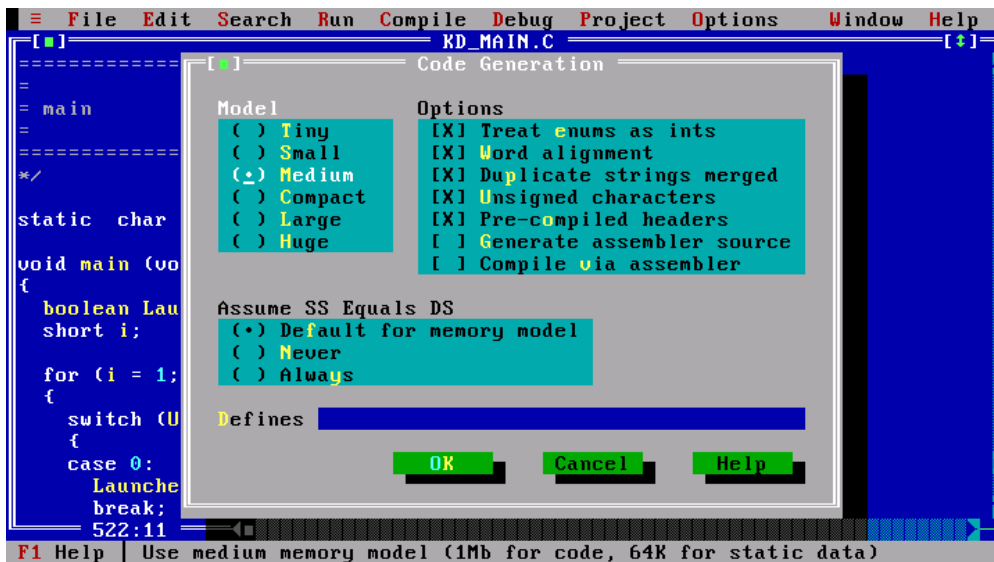 ≡ File Edit Search Run Compile Debug Project Options Window Help
[■] KD_MAIN.C [↕]
==============
[■] Code Generation
=
= main
=
==============
*/
static char
void main (vo
{
boolean Lau
short i;
for (i = 1;
{
switch (U
{
case 0:
Launche
break;
522:11
Model
( ) Tiny
( ) Small
(•) Medium
( ) Compact
( ) Large
( ) Huge
Options
[X] Treat enums as ints
[X] Word alignment
[X] Duplicate strings merged
[X] Unsigned characters
[X] Pre-compiled headers
[ ] Generate assembler source
[ ] Compile via assembler
Assume SS Equals DS
(•) Default for memory model
( ) Never
( ) Always
Defines
OK Cancel Help
F1 Help │ Use medium memory model (1Mb for code, 64K for static data)